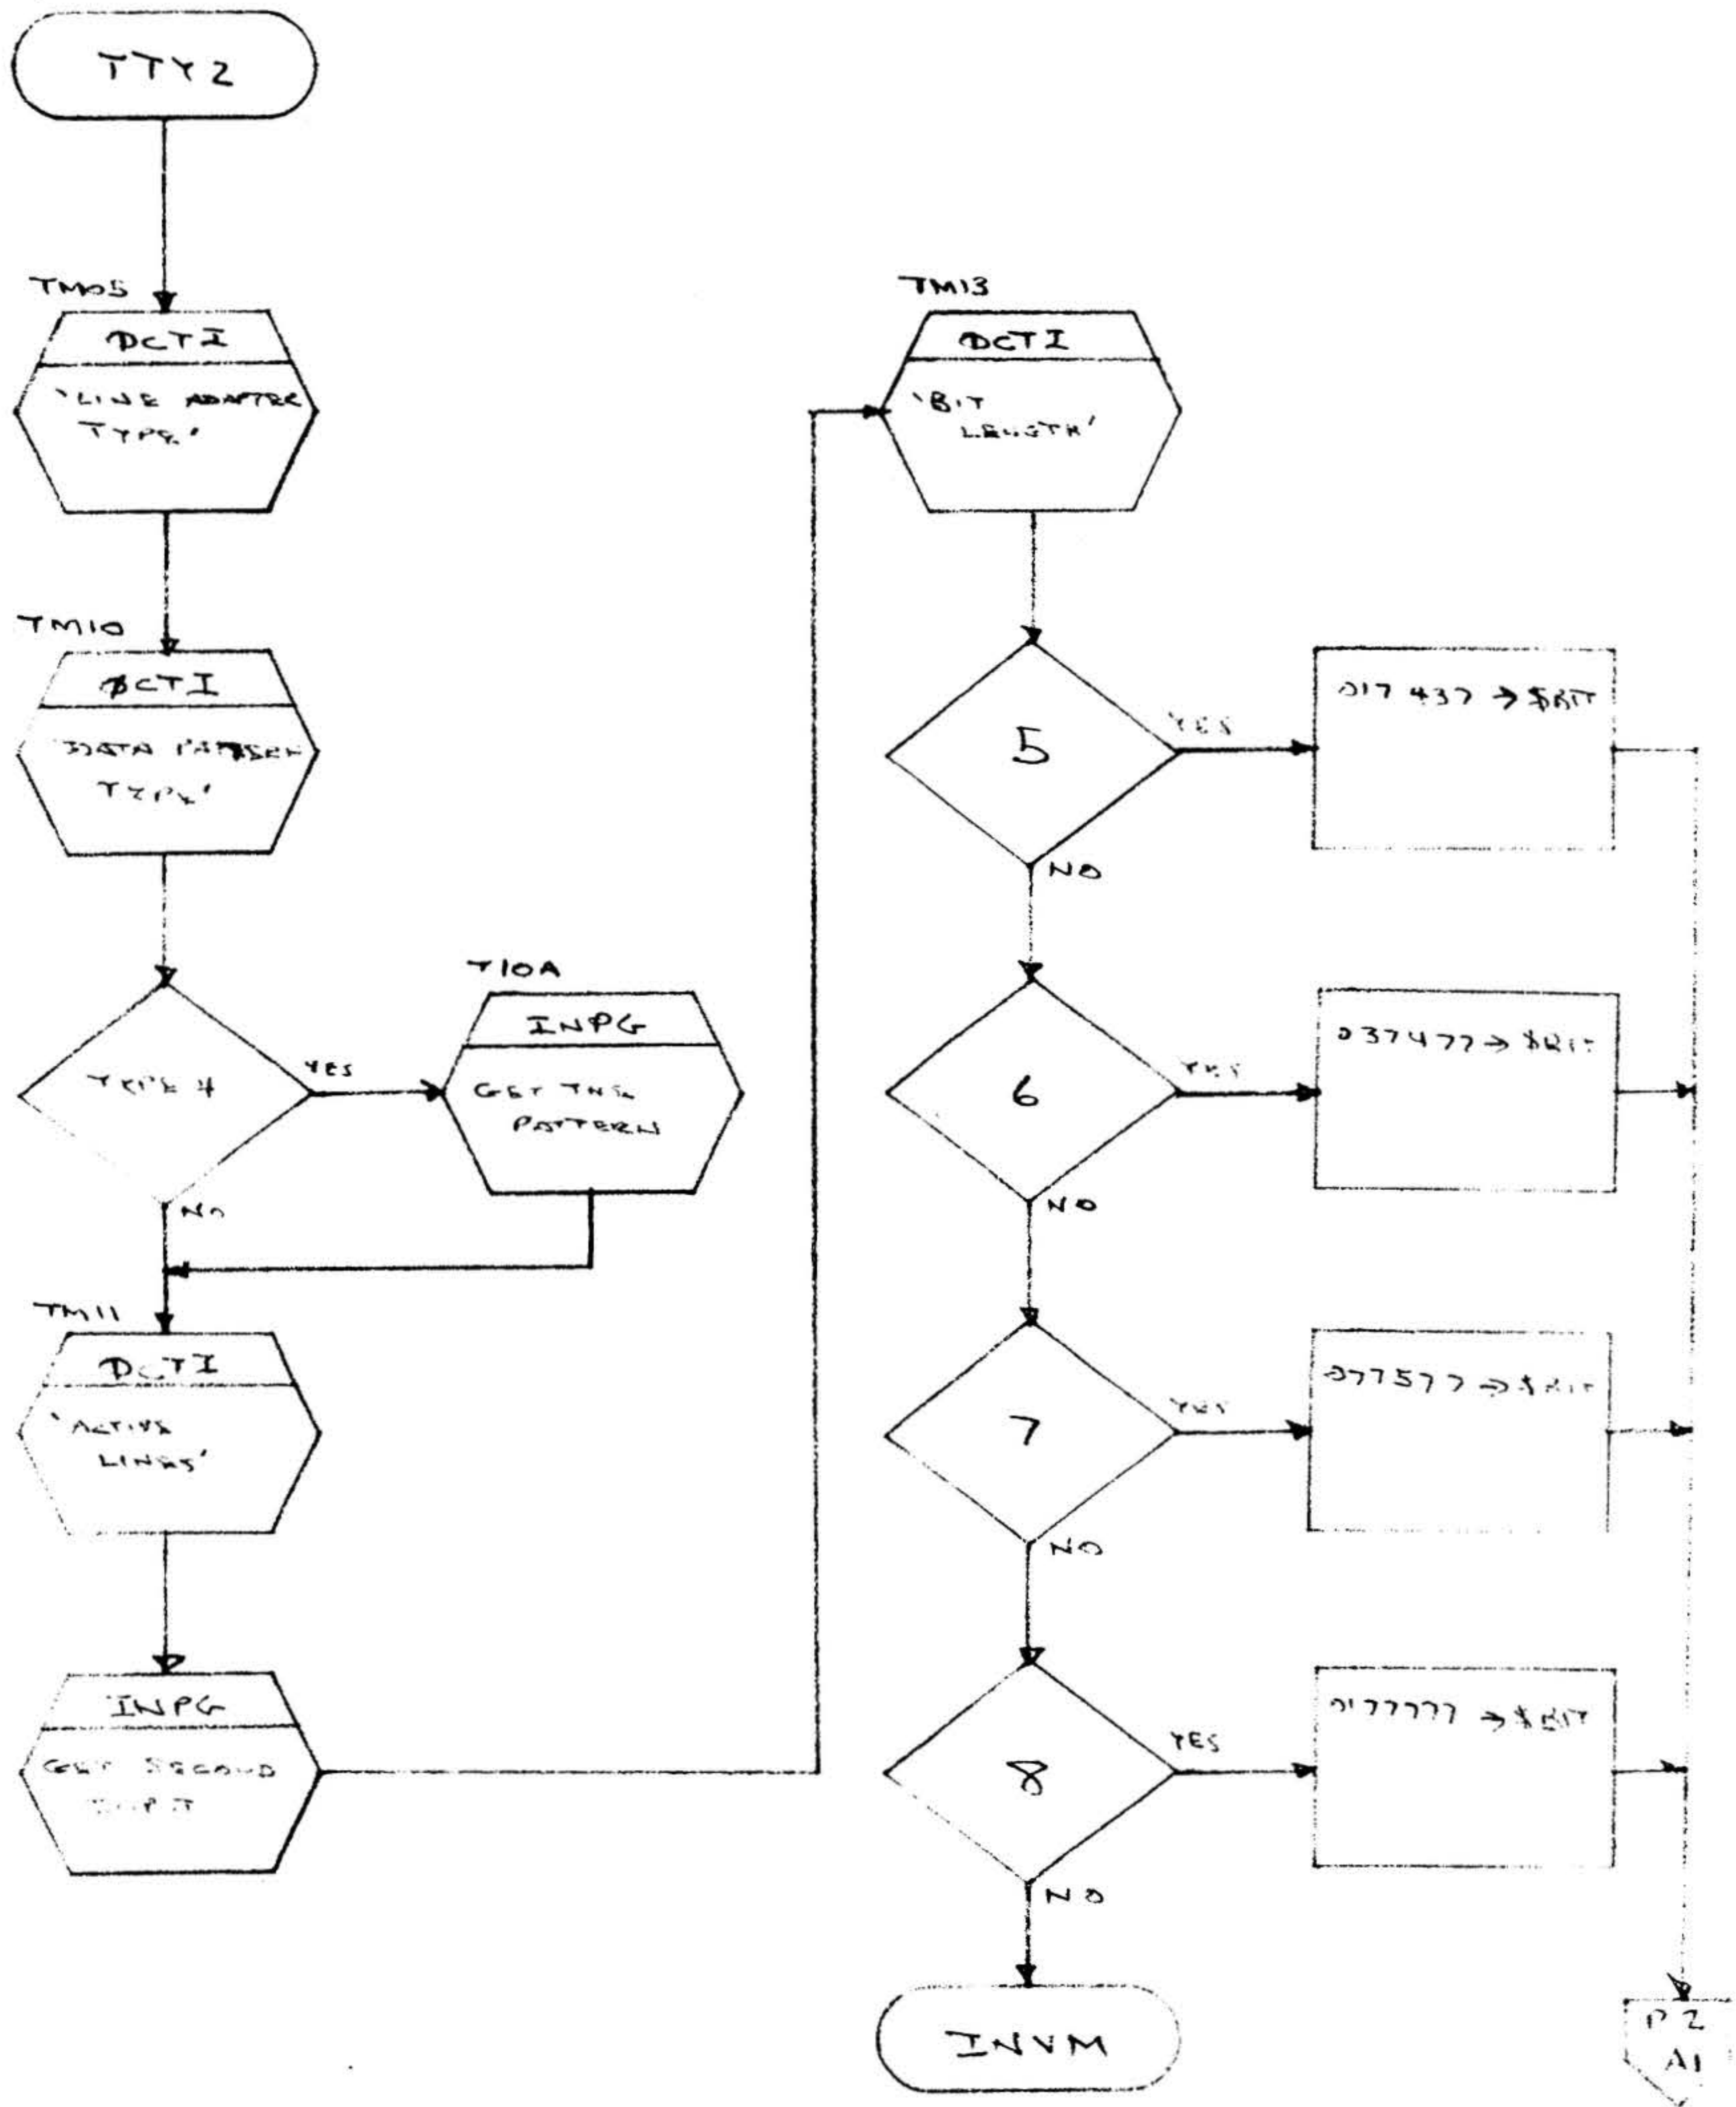 TTY2
TM05
DCTI
'LINE ADAPTER
TYPE'
TM10
DCTI
'DATA PATTERN
TYPE'
TYPE 4
YES
NO
T10A
INPG
GET TNSL
PATTERN
TM11
DCTI
'ACTIVE
LINES'
INPG
GET SECOND
INPUT
TM13
DCTI
'BIT
LENGTH'
5
YES
017437 → $BIT
NO
6
YES
037477 → $BIT
NO
7
YES
077577 → $BIT
NO
8
YES
0177777 → $BIT
NO
INVM
P2
A1